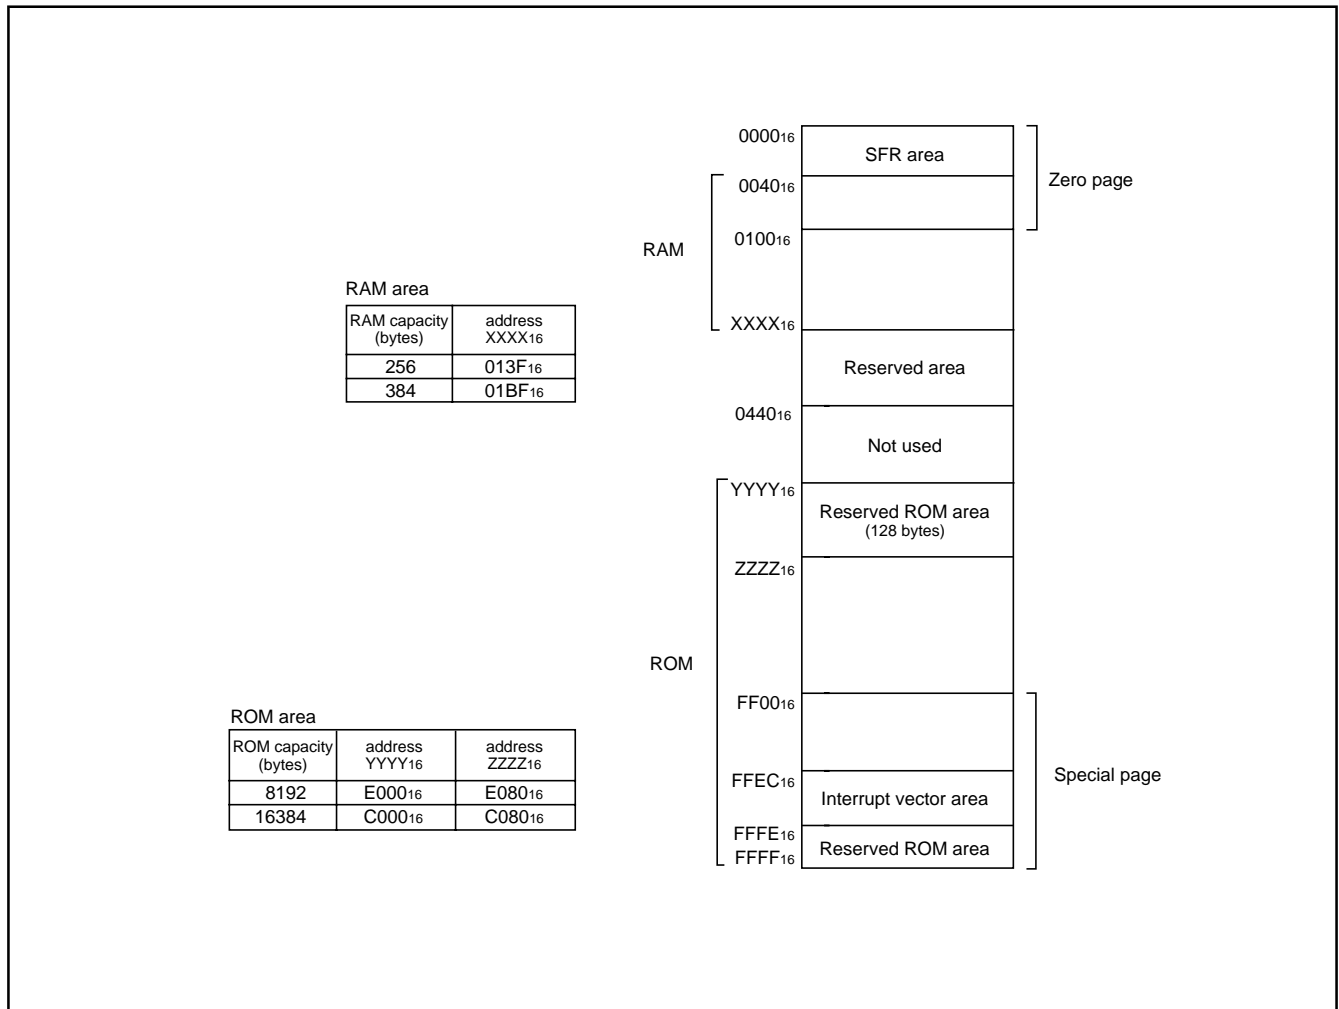 000016
SFR area
Zero page
004016
010016
RAM
XXXX16
Reserved area
044016
Not used
YYYY16
Reserved ROM area
(128 bytes)
ZZZZ16
ROM
FF0016
Special page
FFEC16
Interrupt vector area
FFFE16
Reserved ROM area
FFFF16
RAM area
RAM capacity (bytes) address XXXX16
256 013F16
384 01BF16
ROM area
ROM capacity (bytes) address YYYY16 address ZZZZ16
8192 E00016 E08016
16384 C00016 C08016